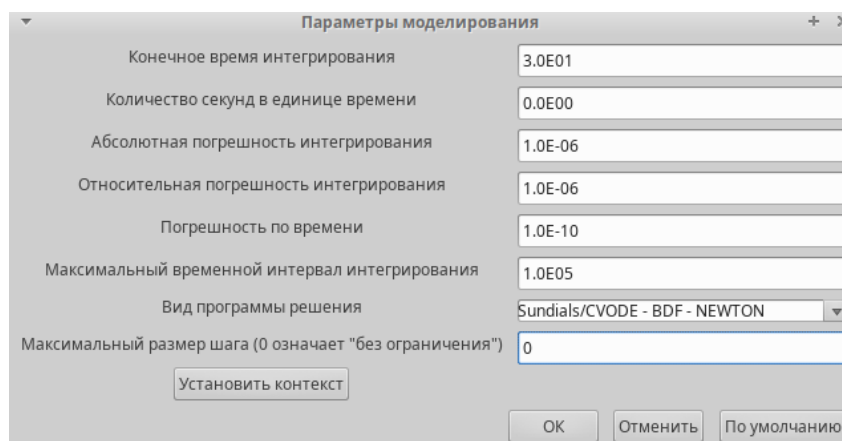 Параметры моделирования
Конечное время интегрирования 3.0E01
Количество секунд в единице времени 0.0E00
Абсолютная погрешность интегрирования 1.0E-06
Относительная погрешность интегрирования 1.0E-06
Погрешность по времени 1.0E-10
Максимальный временной интервал интегрирования 1.0E05
Вид программы решения Sundials/CVODE - BDF - NEWTON
Максимальный размер шага (0 означает "без ограничения") 0
Установить контекст
ОК Отменить По умолчанию